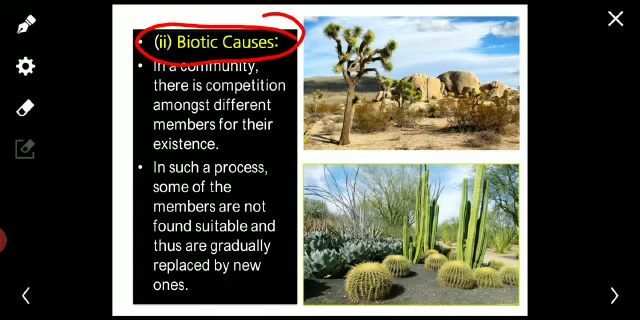 • (ii) Biotic Causes:
• In a community,
there is competition
amongst different
members for their
existence.
• In such a process,
some of the
members are not
found suitable and
thus are gradually
replaced by new
ones.